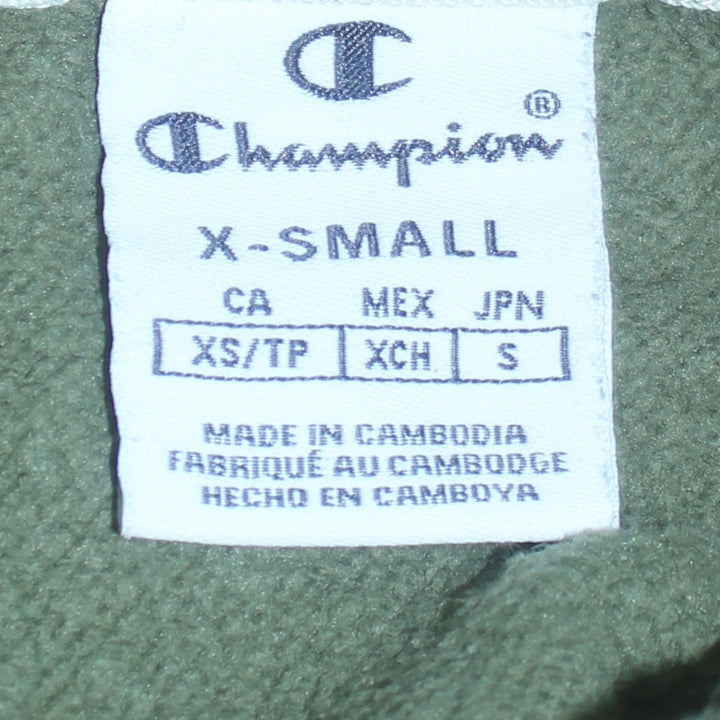 Champion®
X-SMALL
CA MEX JPN
XS/TP XCH S
MADE IN CAMBODIA
FABRIQUÉ AU CAMBODGE
HECHO EN CAMBOYA